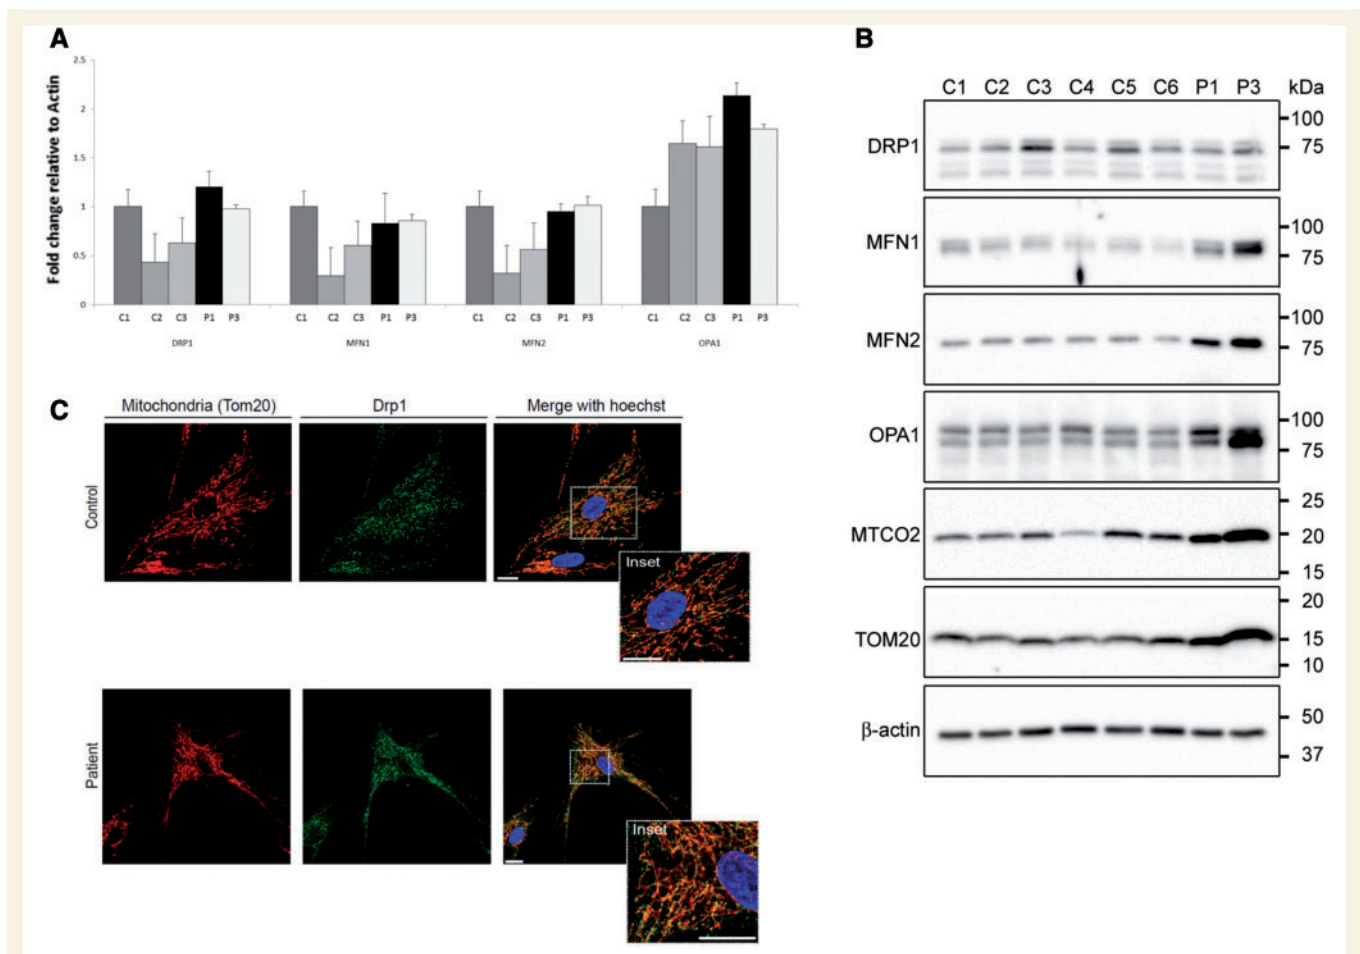 A
Fold change relative to Actin
2.5
2
1.5
1
0.5
0
C1 C2 C3 P1 P3 C1 C2 C3 P1 P3 C1 C2 C3 P1 P3 C1 C2 C3 P1 P3
DRP1 MFN1 MFN2 OPA1
B
C1 C2 C3 C4 C5 C6 P1 P3 kDa
DRP1
100
75
MFN1
100
75
MFN2
100
75
OPA1
100
75
MTCO2
25
20
15
TOM20
20
15
10
β-actin
50
37
C
Mitochondria (Tom20) Drp1 Merge with hoechst
Control
Inset
Patient
Inset